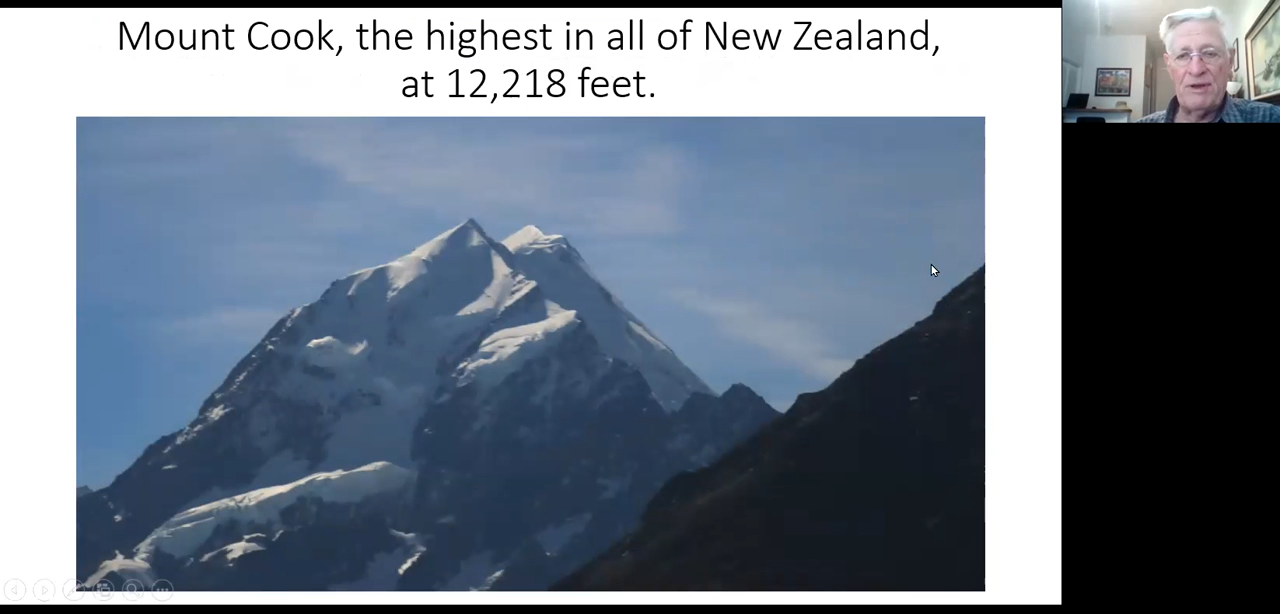 Mount Cook, the highest in all of New Zealand,
at 12,218 feet.